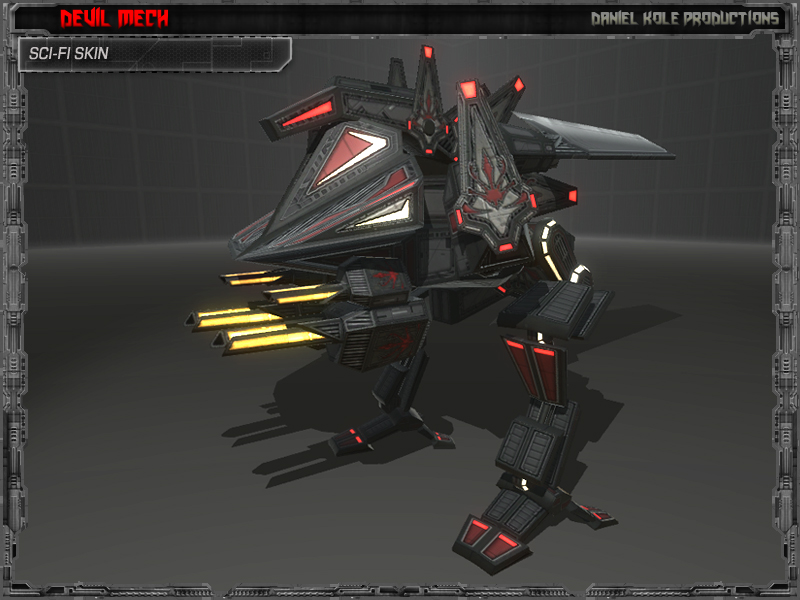 DEVIL MECH
DANIEL KOLE PRODUCTIONS
SCI-FI SKIN